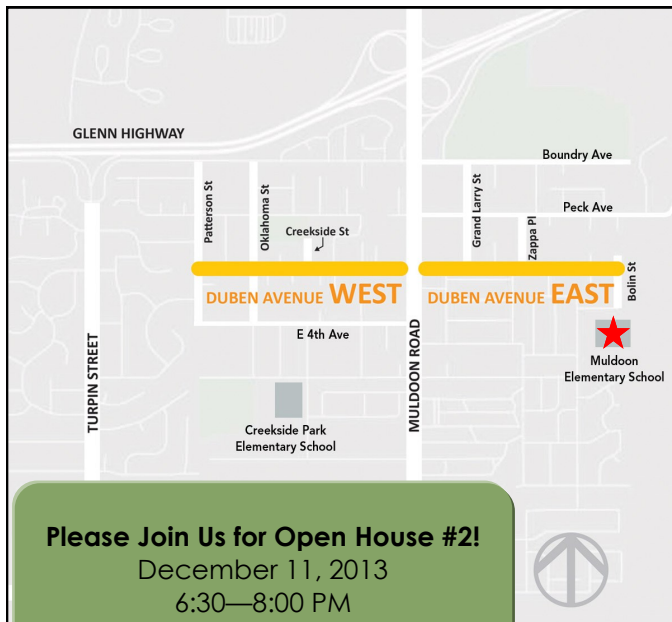 GLENN HIGHWAY
Boundry Ave
Patterson St
Oklahoma St
Grand Larry St
Peck Ave
Zappa Pl
Creekside St
Bolin St
DUBEN AVENUE WEST
DUBEN AVENUE EAST
E 4th Ave
TURPIN STREET
MULDOON ROAD
Muldoon
Elementary School
Creekside Park
Elementary School
Please Join Us for Open House #2!
December 11, 2013
6:30—8:00 PM